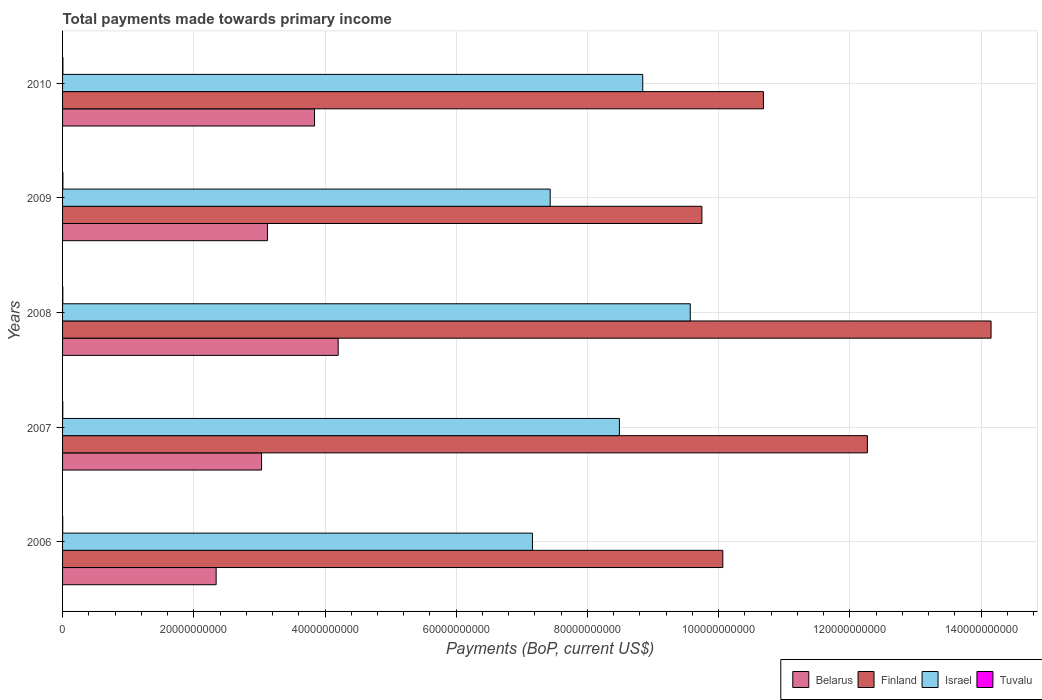 Total payments made towards primary income
2010
2009
2008
2007
2006
Years
0
20000000000
40000000000
60000000000
80000000000
100000000000
120000000000
140000000000
Payments (BoP, current US$)
Belarus
Finland
Israel
Tuvalu